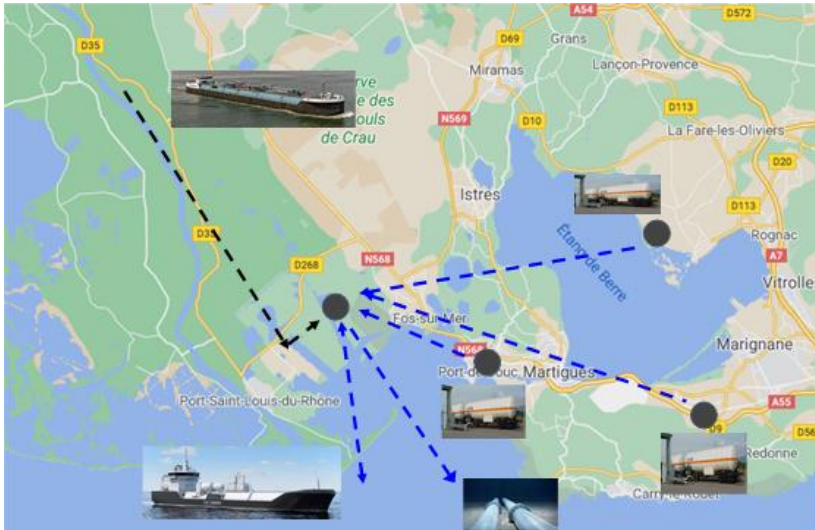 A54
D572
D35
D69
Grans
Lançon-Provence
Miramas
D113
rve
e des
ouls
de Crau
N569
D10
La Fare-les-Oliviers
D20
Istres
D113
D35
Étang de Berre
Rognac
D268
N568
A7
Vitrolle
Fos-sur-Mer
Marignane
N568
Port-de-Bouc
Martigues
Port-Saint-Louis-du-Rhône
A55
D9
D56
Redonne
Carry-le-Rouet